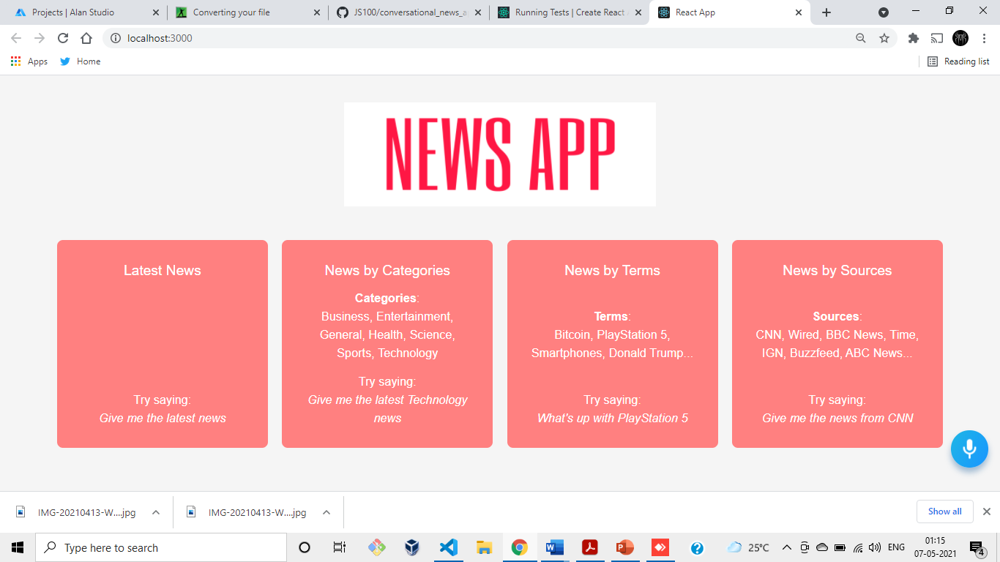 Projects | Alan Studio
Converting your file
JS100/conversational_news_a
Running Tests | Create React A
React App
localhost:3000
Apps
Home
Reading list
NEWS APP
Latest News
Try saying:
Give me the latest news
News by Categories
Categories:
Business, Entertainment,
General, Health, Science,
Sports, Technology
Try saying:
Give me the latest Technology
news
News by Terms
Terms:
Bitcoin, PlayStation 5,
Smartphones, Donald Trump...
Try saying:
What's up with PlayStation 5
News by Sources
Sources:
CNN, Wired, BBC News, Time,
IGN, Buzzfeed, ABC News...
Try saying:
Give me the news from CNN
IMG-20210413-W....jpg
IMG-20210413-W....jpg
Show all
Type here to search
25°C
ENG
01:15
07-05-2021
4